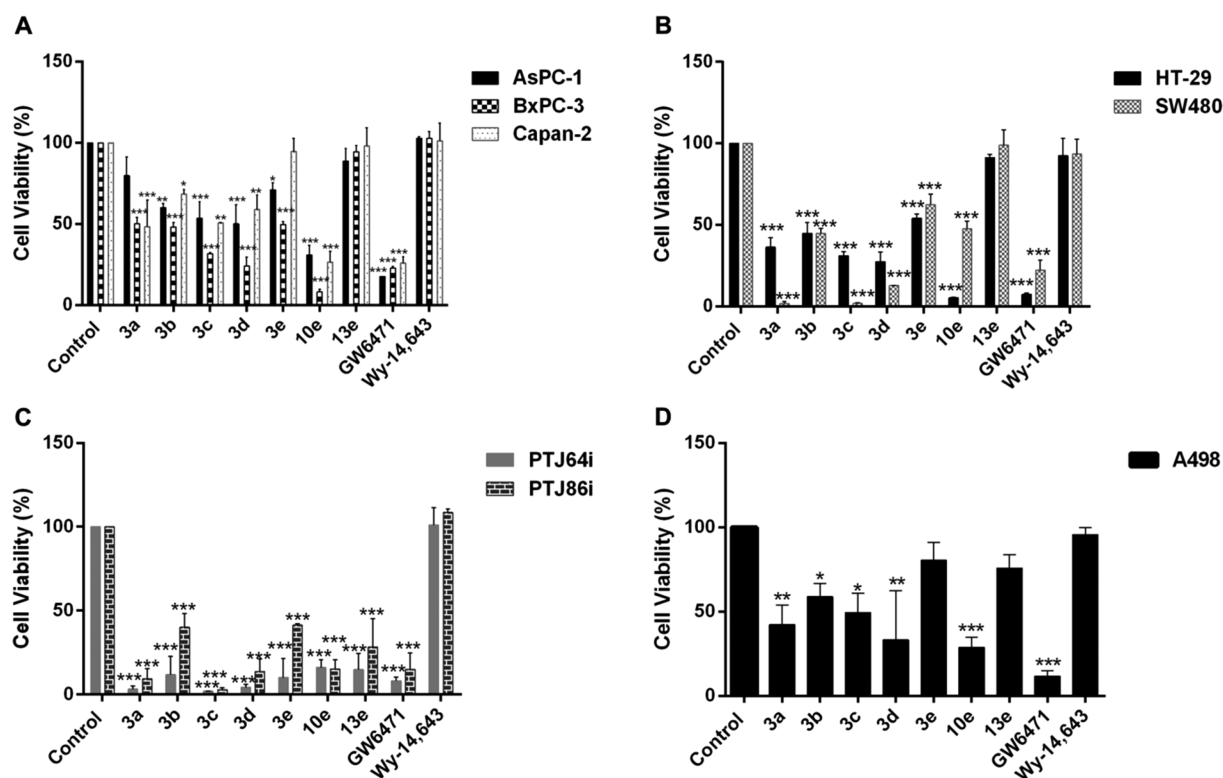 A
Cell Viability (%)
150
100
50
0
AsPC-1
BxPC-3
Capan-2
*** *** ** *** * *** *** ** *** *** ** * *** *** *** *** *** *** ***
Control 3a 3b 3c 3d 3e 10e 13e GW6471 Wy-14,643
B
Cell Viability (%)
150
100
50
0
HT-29
SW480
*** *** *** *** *** *** *** *** *** *** *** *** *** ***
Control 3a 3b 3c 3d 3e 10e 13e GW6471 Wy-14,643
C
Cell Viability (%)
150
100
50
0
PTJ64i
PTJ86i
*** *** *** *** *** *** *** *** *** *** *** *** *** *** ***
Control 3a 3b 3c 3d 3e 10e 13e GW6471 Wy-14,643
D
Cell Viability (%)
150
100
50
0
A498
** * * ** *** ***
Control 3a 3b 3c 3d 3e 10e 13e GW6471 Wy-14,643